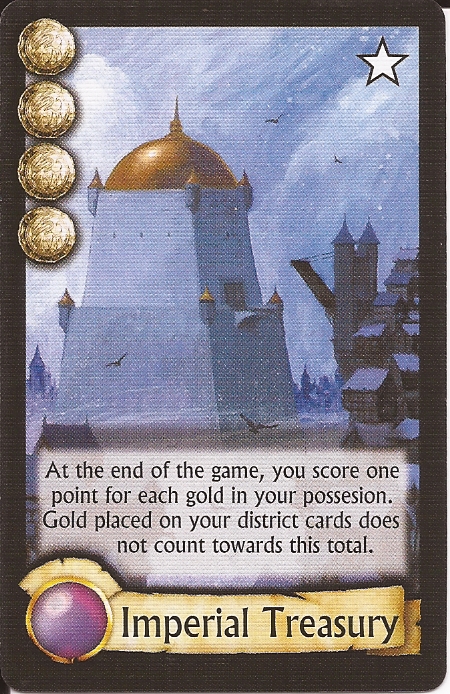 At the end of the game, you score one
point for each gold in your possesion.
Gold placed on your district cards does
not count towards this total.
Imperial Treasury